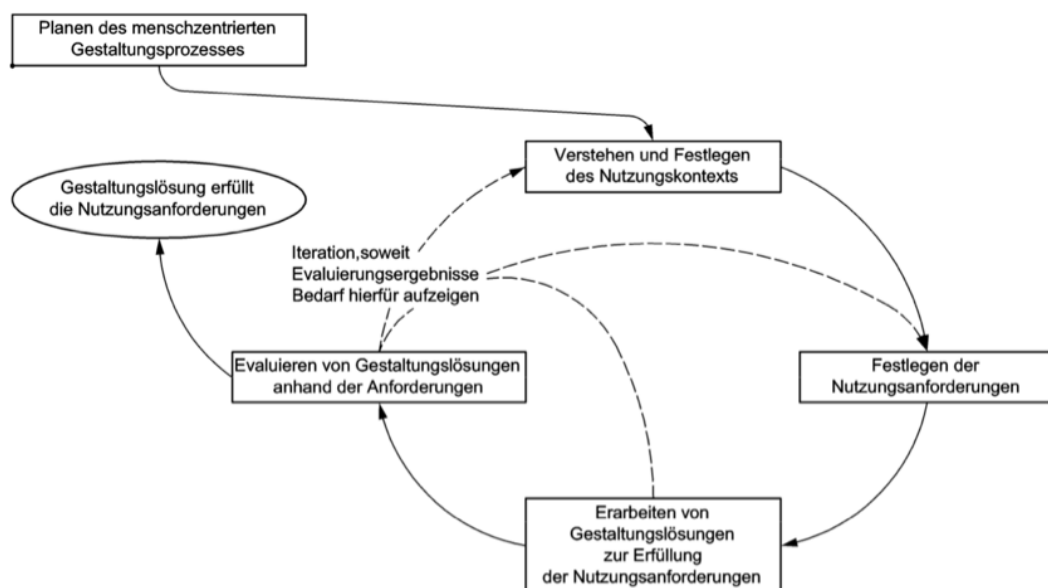 Planen des menschzentrierten
Gestaltungsprozesses
Verstehen und Festlegen
des Nutzungskontexts
Gestaltungslösung erfüllt
die Nutzungsanforderungen
Iteration,soweit
Evaluierungsergebnisse
Bedarf hierfür aufzeigen
Evaluieren von Gestaltungslösungen
anhand der Anforderungen
Festlegen der
Nutzungsanforderungen
Erarbeiten von
Gestaltungslösungen
zur Erfüllung
der Nutzungsanforderungen